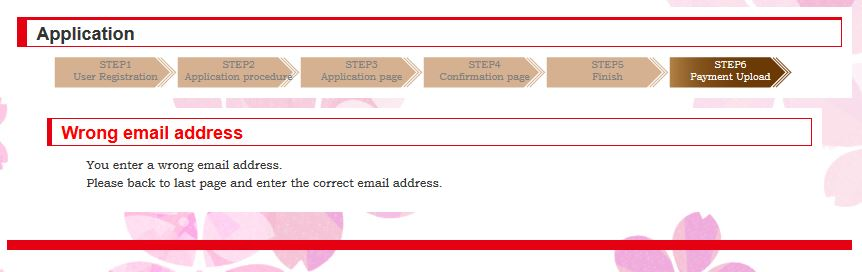 Application
STEP1
User Registration
STEP2
Application procedure
STEP3
Application page
STEP4
Confirmation page
STEP5
Finish
STEP6
Payment Upload
Wrong email address
You enter a wrong email address.
Please back to last page and enter the correct email address.